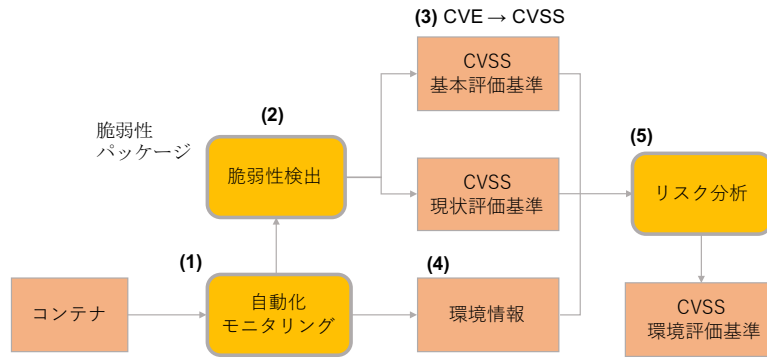 (3) CVE → CVSS
CVSS
基本評価基準
(2)
脆弱性
パッケージ
脆弱性検出
CVSS
現状評価基準
(5)
リスク分析
(1)
(4)
コンテナ
自動化
モニタリング
環境情報
CVSS
環境評価基準